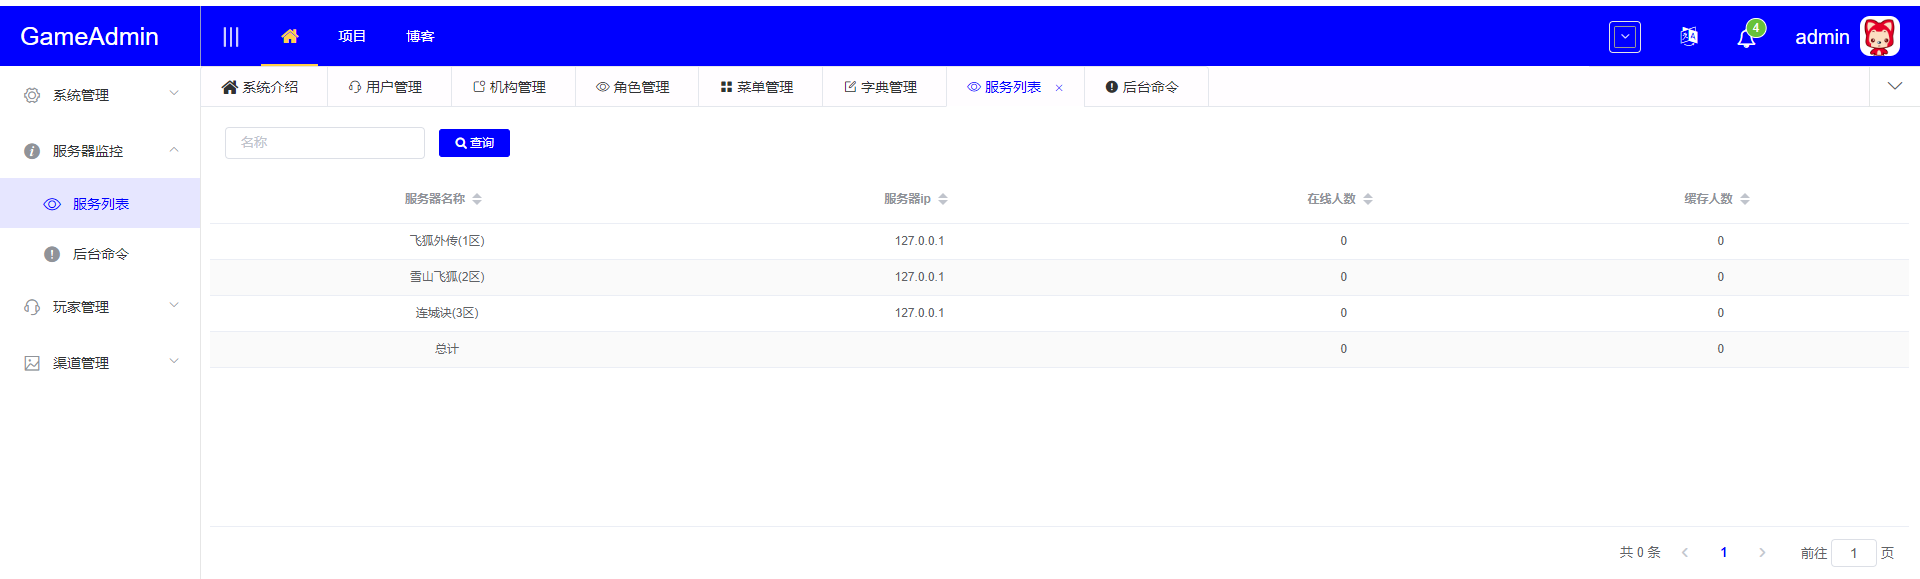 GameAdmin 项目 博客 4 admin
系统管理
服务器监控
服务列表
后台命令
玩家管理
渠道管理
系统介绍 用户管理 机构管理 角色管理 菜单管理 字典管理 服务列表 × 后台命令
名称 查询
服务器名称 服务器ip 在线人数 缓存人数
飞狐外传(1区) 127.0.0.1 0 0
雪山飞狐(2区) 127.0.0.1 0 0
连城诀(3区) 127.0.0.1 0 0
总计 0 0
共 0 条 1 前往 1 页